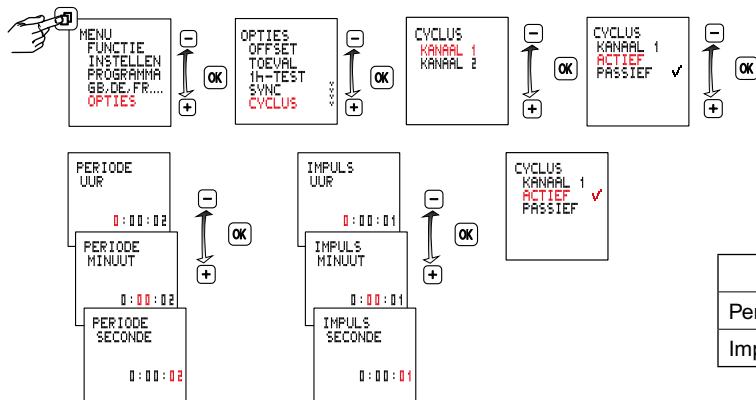 MENU
FUNCTIE
INSTELLEN
PROGRAMMA
GB,DE,FR....
OPTIES
−
OK
+
OPTIES
OFFSET
TOEVAL
1h-TEST
SYNC
CYCLUS
−
OK
+
CYCLUS
KANAAL 1
KANAAL 2
−
OK
+
CYCLUS
KANAAL 1
ACTIEF
PASSIEF ✓
−
OK
+
PERIODE
UUR
0:00:02
PERIODE
MINUUT
0:00:02
PERIODE
SECONDE
0:00:02
−
OK
+
IMPULS
UUR
0:00:01
IMPULS
MINUUT
0:00:01
IMPULS
SECONDE
0:00:01
−
OK
+
CYCLUS
KANAAL 1
ACTIEF ✓
PASSIEF